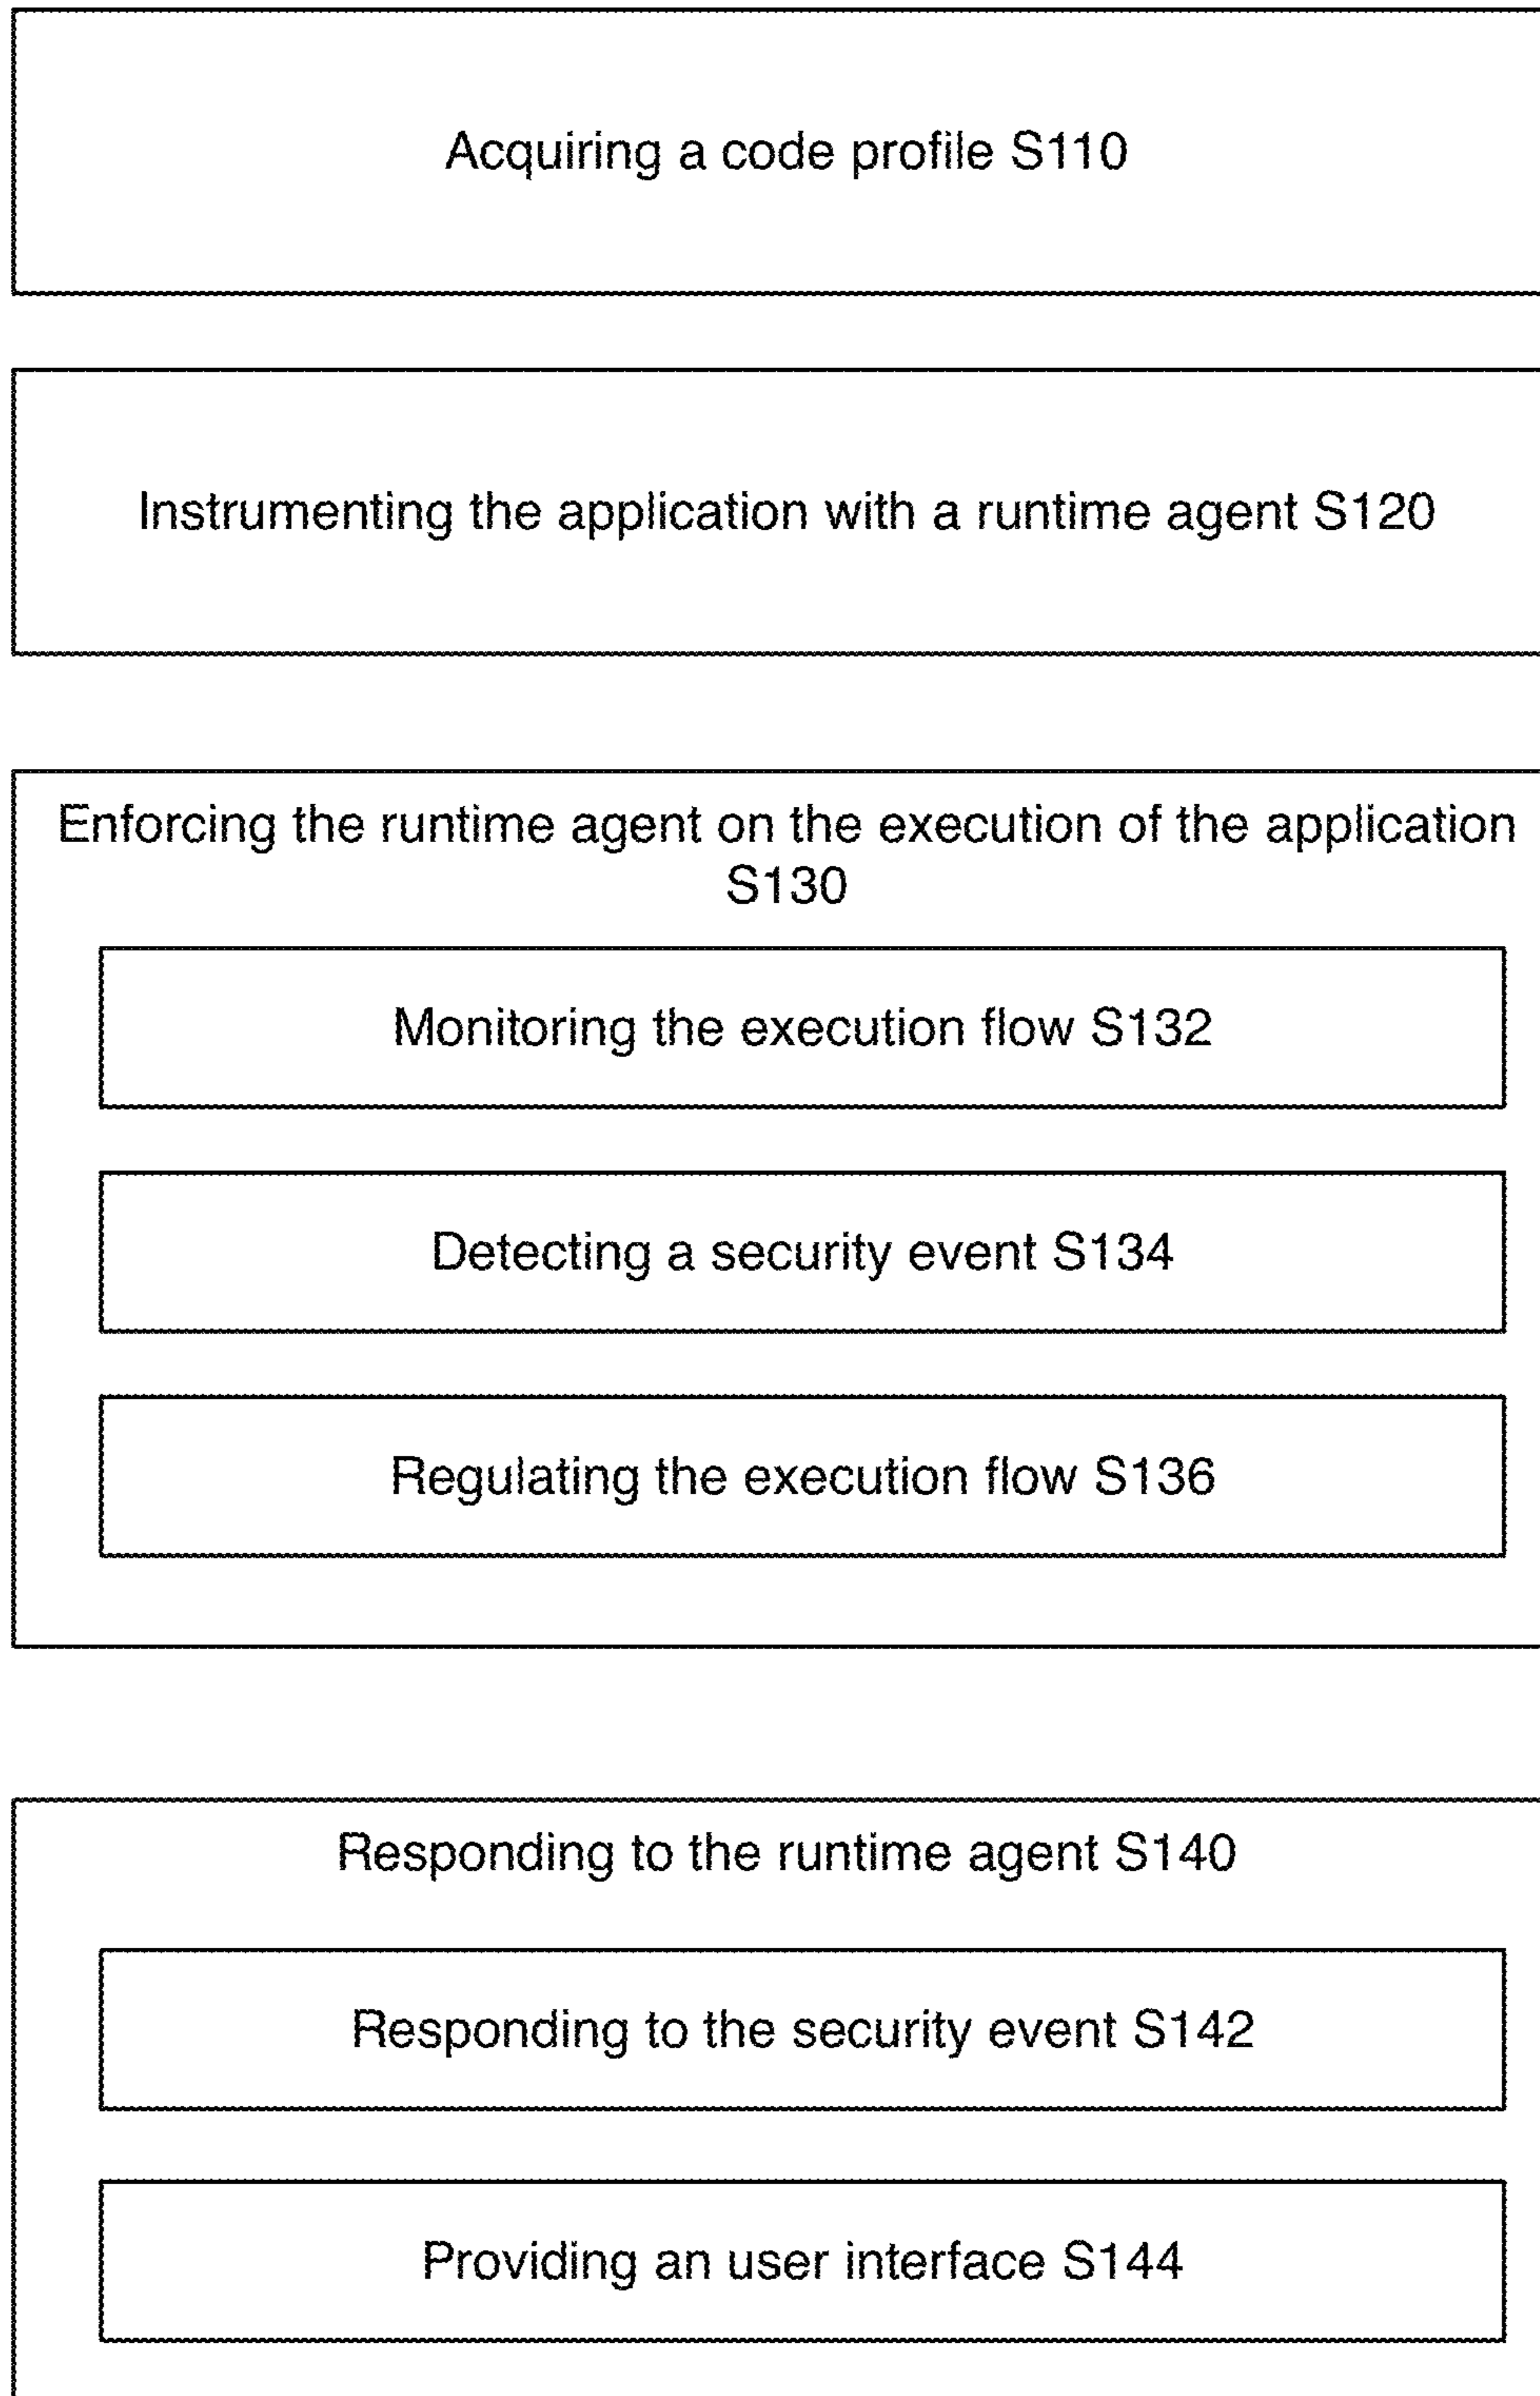 Acquiring a code profile S110
Instrumenting the application with a runtime agent S120
Enforcing the runtime agent on the execution of the application
S130
Monitoring the execution flow S132
Detecting a security event S134
Regulating the execution flow S136
Responding to the runtime agent S140
Responding to the security event S142
Providing an user interface S144